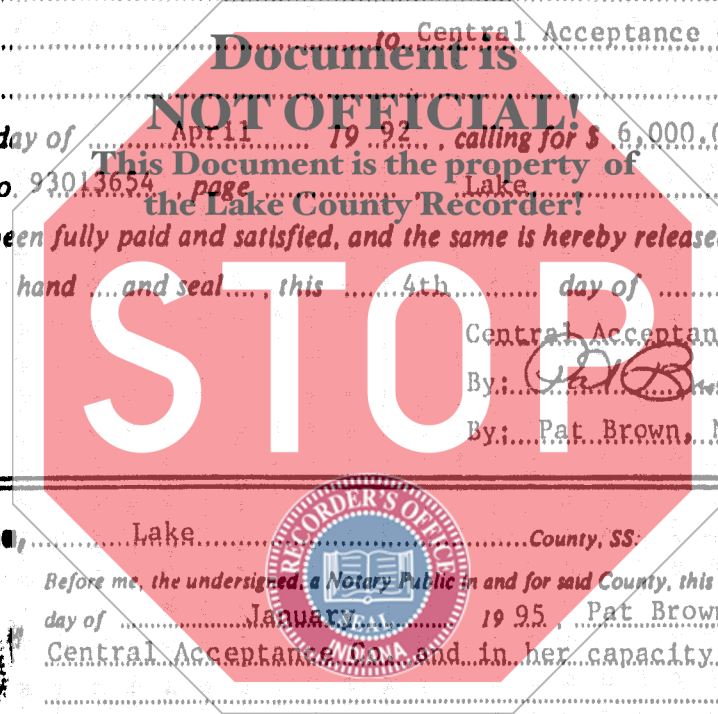 to Central Acceptance
Document is
NOT OFFICIAL!
day of April 19 92, calling for $ 6,000.0
This Document is the property of
o 93013654 page Lake
the Lake County Recorder!
een fully paid and satisfied, and the same is hereby release
hand and seal, this 4th day of
STOP
Central Acceptan
By:
By: Pat Brown,
Lake County, SS:
RECORDER'S OFFICE
Before me, the undersigned, a Notary Public in and for said County, this
day of January 19 95, Pat Brown
SEAL
INDIANA
Central Acceptance Co. and in her capacity